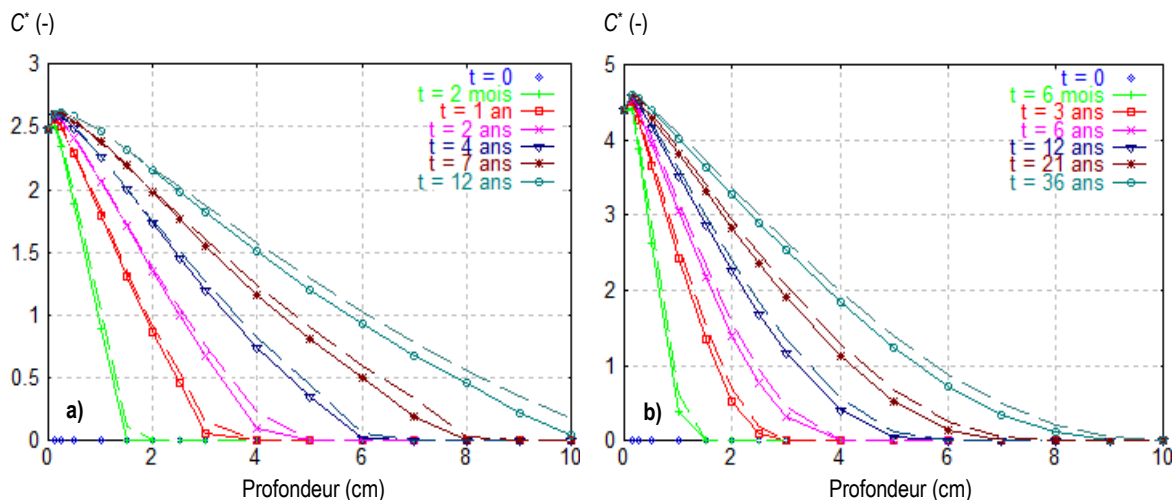 C* (-)
3
2.5
2
1.5
1
0.5
0
0 2 4 6 8 10
t = 0
t = 2 mois
t = 1 an
t = 2 ans
t = 4 ans
t = 7 ans
t = 12 ans
a)
Profondeur (cm)
C* (-)
5
4
3
2
1
0
0 2 4 6 8 10
t = 0
t = 6 mois
t = 3 ans
t = 6 ans
t = 12 ans
t = 21 ans
t = 36 ans
b)
Profondeur (cm)